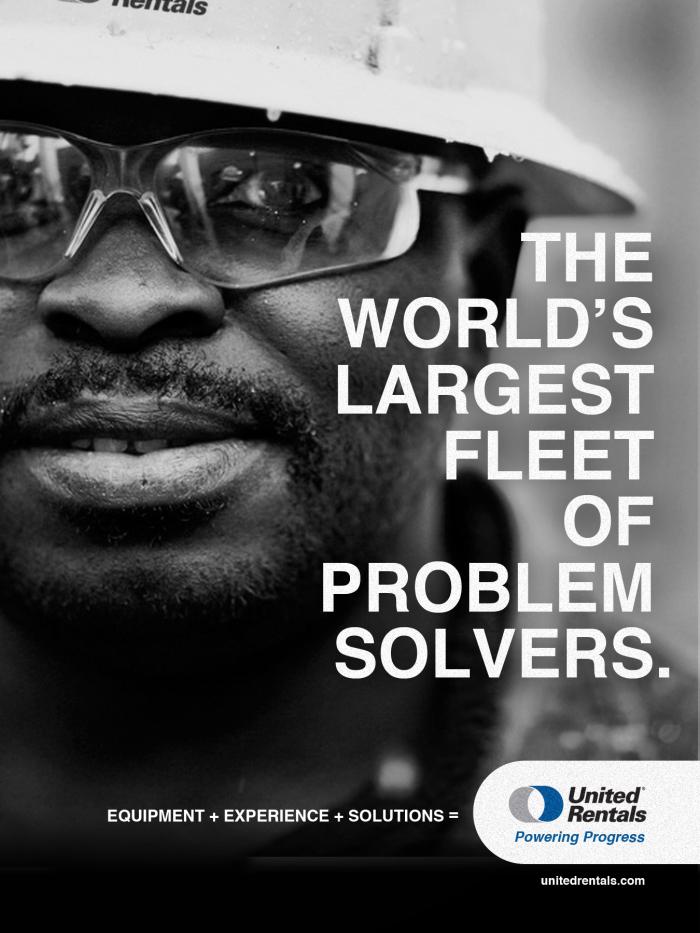 Rentals
THE
WORLD'S
LARGEST
FLEET
OF
PROBLEM
SOLVERS.
EQUIPMENT + EXPERIENCE + SOLUTIONS =
United®
Rentals
Powering Progress
unitedrentals.com